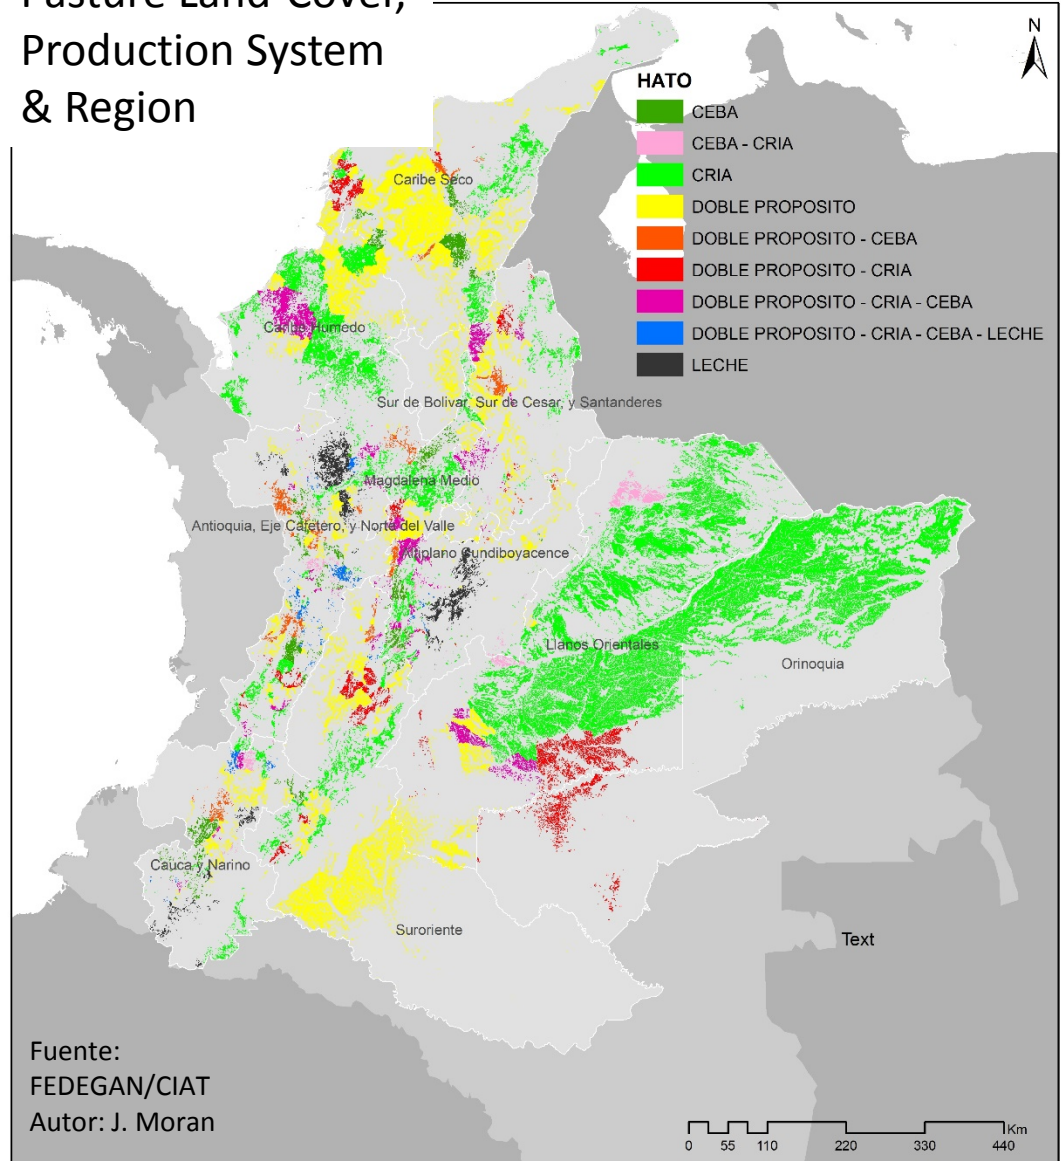 Pasture Land-Cover,
Production System
& Region
N
HATO
CEBA
CEBA - CRIA
CRIA
DOBLE PROPOSITO
DOBLE PROPOSITO - CEBA
DOBLE PROPOSITO - CRIA
DOBLE PROPOSITO - CRIA - CEBA
DOBLE PROPOSITO - CRIA - CEBA - LECHE
LECHE
Caribe Seco
Caribe Humedo
Sur de Bolivar, Sur de Cesar, y Santanderes
Magdalena Medio
Antioquia, Eje Cafetero, y Norte del Valle
Altiplano Cundiboyacence
Llanos Orientales
Orinoquia
Cauca y Narino
Suroriente
Text
Fuente:
FEDEGAN/CIAT
Autor: J. Moran
Km
0 55 110 220 330 440